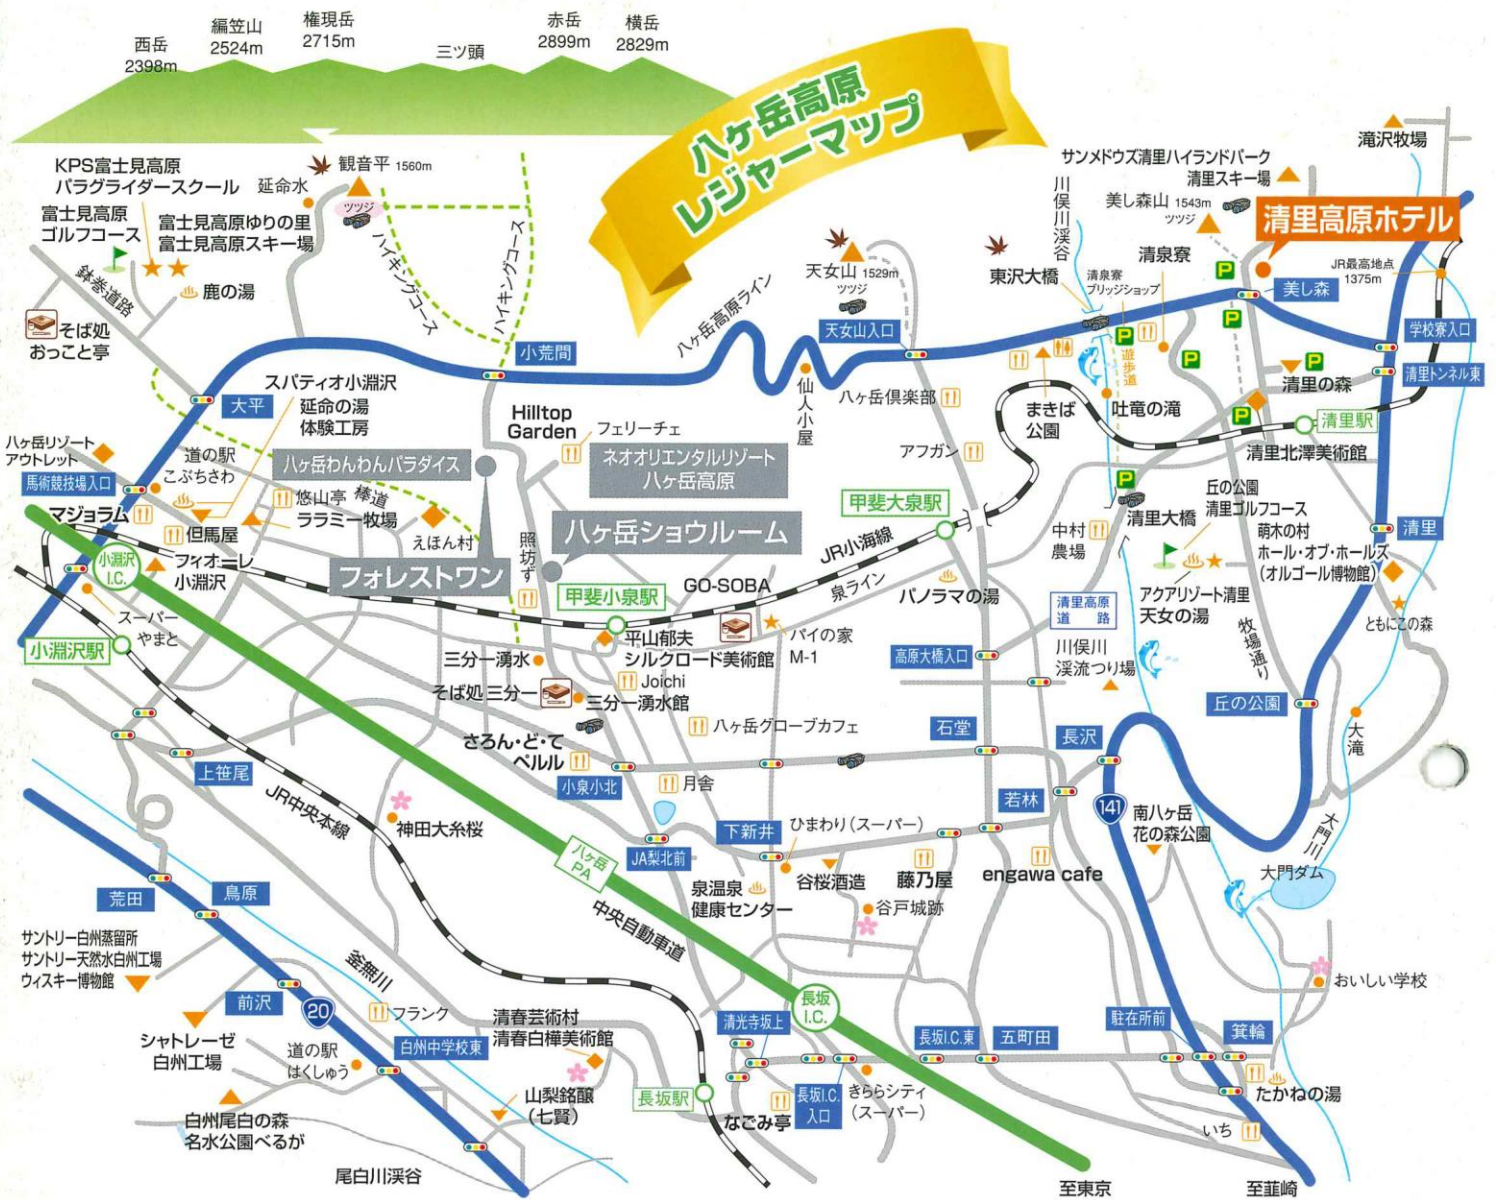 西岳
2398m
編笠山
2524m
権現岳
2715m
三ツ頭
赤岳
2899m
横岳
2829m
八ヶ岳高原
レジャーマップ
KPS富士見高原
パラグライダースクール
富士見高原
ゴルフコース
富士見高原ゆりの里
富士見高原スキー場
延命水
観音平 1560m
ツツジ
ハイキングコース
ハイキングコース
鉢巻道路
鹿の湯
そば処
おっこと亭
八ヶ岳高原ライン
天女山 1529m
ツツジ
天女山入口
東沢大橋
川俣川渓谷
サンメドウズ清里ハイランドパーク
清里スキー場
美し森山 1543m
ツツジ
滝沢牧場
清里高原ホテル
清泉寮
清泉寮
ブリッジショップ
JR最高地点
1375m
美し森
学校寮入口
清里トンネル東
小荒間
大平
スパティオ小淵沢
延命の湯
体験工房
仙人小屋
八ヶ岳倶楽部
まきば
公園
遊歩道
吐竜の滝
清里の森
清里駅
清里北澤美術館
八ヶ岳リゾート
アウトレット
馬術競技場入口
道の駅
こぶちさわ
八ヶ岳わんわんパラダイス
Hilltop
Garden
フェリーチェ
ネオオリエンタルリゾート
八ヶ岳高原
アフガン
マジョラム
但馬屋
悠山亭
棒道
ララミー牧場
えほん村
照坊ず
八ヶ岳ショウルーム
フォレストワン
甲斐大泉駅
中村
農場
清里大橋
丘の公園
清里ゴルフコース
萌木の村
ホール・オブ・ホールズ
(オルゴール博物館)
清里
小淵沢
I.C.
フィオーレ
小淵沢
甲斐小泉駅
GO-SOBA
JR小海線
泉ライン
パノラマの湯
清里高原
道路
アクアリゾート清里
天女の湯
牧場通り
ともにこの森
スーパー
やまと
小淵沢駅
三分一湧水
平山郁夫
シルクロード美術館
パイの家
M-1
Joichi
そば処 三分一
三分一湧水館
高原大橋入口
川俣川
渓流つり場
丘の公園
大滝
さろん・ど・て
ペルル
八ヶ岳グローブカフェ
石堂
長沢
上笹尾
JR中央本線
小泉小北
月舎
若林
141
南八ヶ岳
花の森公園
大門川
神田大糸桜
八ヶ岳
PA
JA梨北前
下新井
ひまわり(スーパー)
谷桜酒造
藤乃屋
engawa cafe
大門ダム
泉温泉
健康センター
谷戸城跡
荒田
鳥原
中央自動車道
サントリー白州蒸留所
サントリー天然水白州工場
ウィスキー博物館
釜無川
前沢
20
フランク
清春芸術村
清春白樺美術館
長坂
I.C.
清光寺坂上
おいしい学校
シャトレーゼ
白州工場
道の駅
はくしゅう
白州中学校東
長坂I.C.東
五町田
駐在所前
箕輪
長坂駅
長坂I.C.
入口
きららシティ
(スーパー)
たかねの湯
白州尾白の森
名水公園べるが
山梨銘醸
(七賢)
なごみ亭
いち
尾白川渓谷
至東京
至韮崎
P
P
P
P
P
P
P